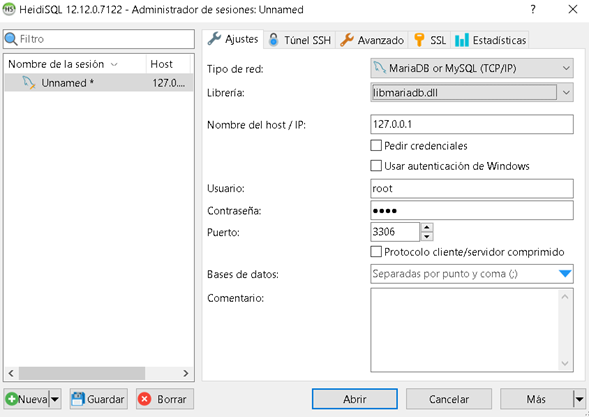 HeidiSQL 12.12.0.7122 - Administrador de sesiones: Unnamed
Filtro
Nombre de la sesión Host
Unnamed * 127.0....
Ajustes Túnel SSH Avanzado SSL Estadísticas
Tipo de red: MariaDB or MySQL (TCP/IP)
Librería: libmariadb.dll
Nombre del host / IP: 127.0.0.1
Pedir credenciales
Usar autenticación de Windows
Usuario: root
Contraseña: ●●●●
Puerto: 3306
Protocolo cliente/servidor comprimido
Bases de datos: Separadas por punto y coma (;)
Comentario:
Nueva Guardar Borrar Abrir Cancelar Más